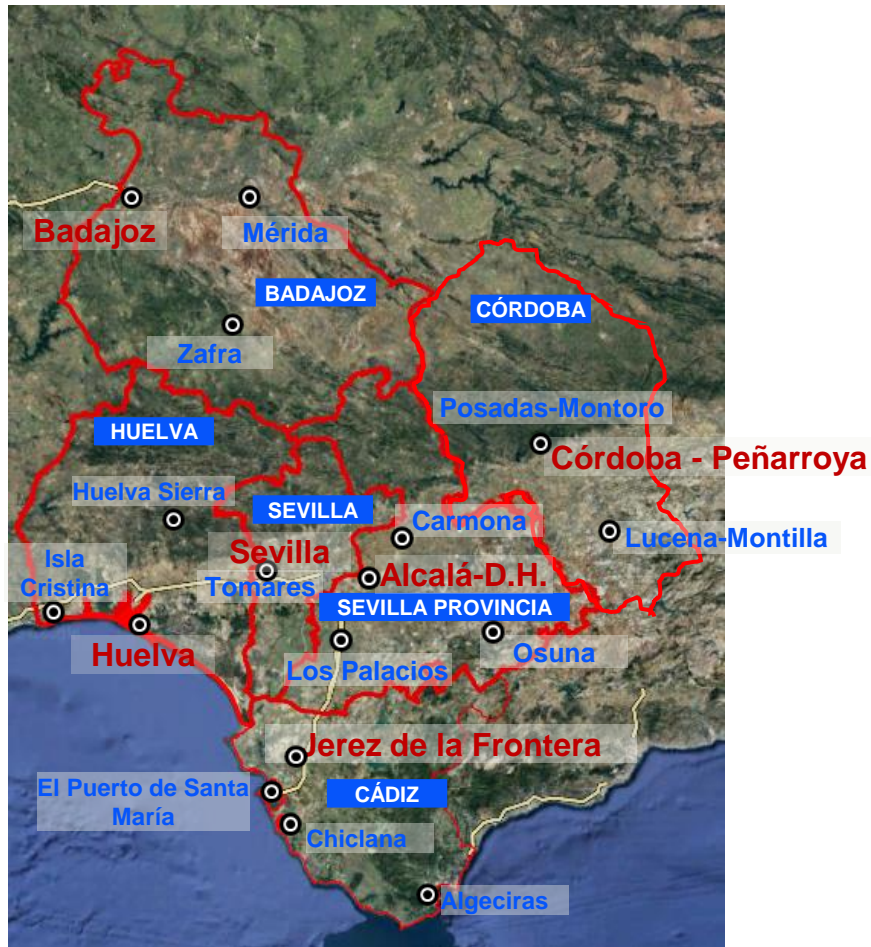 Badajoz
Mérida
BADAJOZ
CÓRDOBA
Zafra
Posadas-Montoro
HUELVA
Córdoba - Peñarroya
Huelva Sierra
SEVILLA
Carmona
Lucena-Montilla
Sevilla
Isla
Cristina
Tomares
Alcalá-D.H.
SEVILLA PROVINCIA
Huelva
Los Palacios
Osuna
Jerez de la Frontera
El Puerto de Santa
María
CÁDIZ
Chiclana
Algeciras